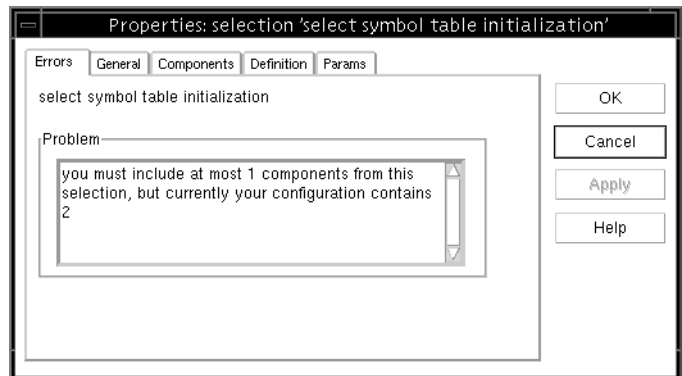 Properties: selection 'select symbol table initialization'
Errors General Components Definition Params
select symbol table initialization
Problem
you must include at most 1 components from this
selection, but currently your configuration contains
2
OK
Cancel
Apply
Help